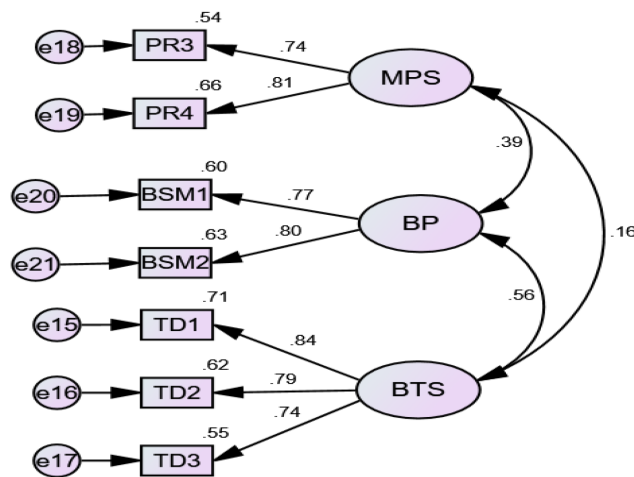 .54
e18 PR3 .74
MPS
.66 .81
e19 PR4
.39
.60
e20 BSM1 .77
BP
.63 .80
e21 BSM2
.16
.71
e15 TD1 .84
.56
.62
e16 TD2 .79 BTS
.55 .74
e17 TD3